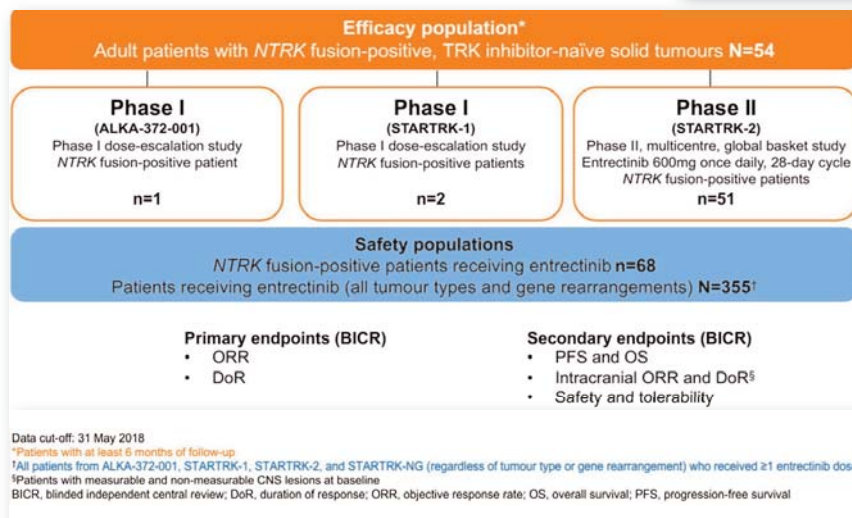 Efficacy population*
Adult patients with NTRK fusion-positive, TRK inhibitor-naïve solid tumours N=54
Phase I
(ALKA-372-001)
Phase I dose-escalation study
NTRK fusion-positive patient
n=1
Phase I
(STARTRK-1)
Phase I dose-escalation study
NTRK fusion-positive patients
n=2
Phase II
(STARTRK-2)
Phase II, multicentre, global basket study
Entrectinib 600mg once daily, 28-day cycle
NTRK fusion-positive patients
n=51
Safety populations
NTRK fusion-positive patients receiving entrectinib n=68
Patients receiving entrectinib (all tumour types and gene rearrangements) N=355†
Primary endpoints (BICR)
• ORR
• DoR
Secondary endpoints (BICR)
• PFS and OS
• Intracranial ORR and DoR§
• Safety and tolerability
Data cut-off: 31 May 2018
*Patients with at least 6 months of follow-up
†All patients from ALKA-372-001, STARTRK-1, STARTRK-2, and STARTRK-NG (regardless of tumour type or gene rearrangement) who received ≥1 entrectinib dos
§Patients with measurable and non-measurable CNS lesions at baseline
BICR, blinded independent central review; DoR, duration of response; ORR, objective response rate; OS, overall survival; PFS, progression-free survival